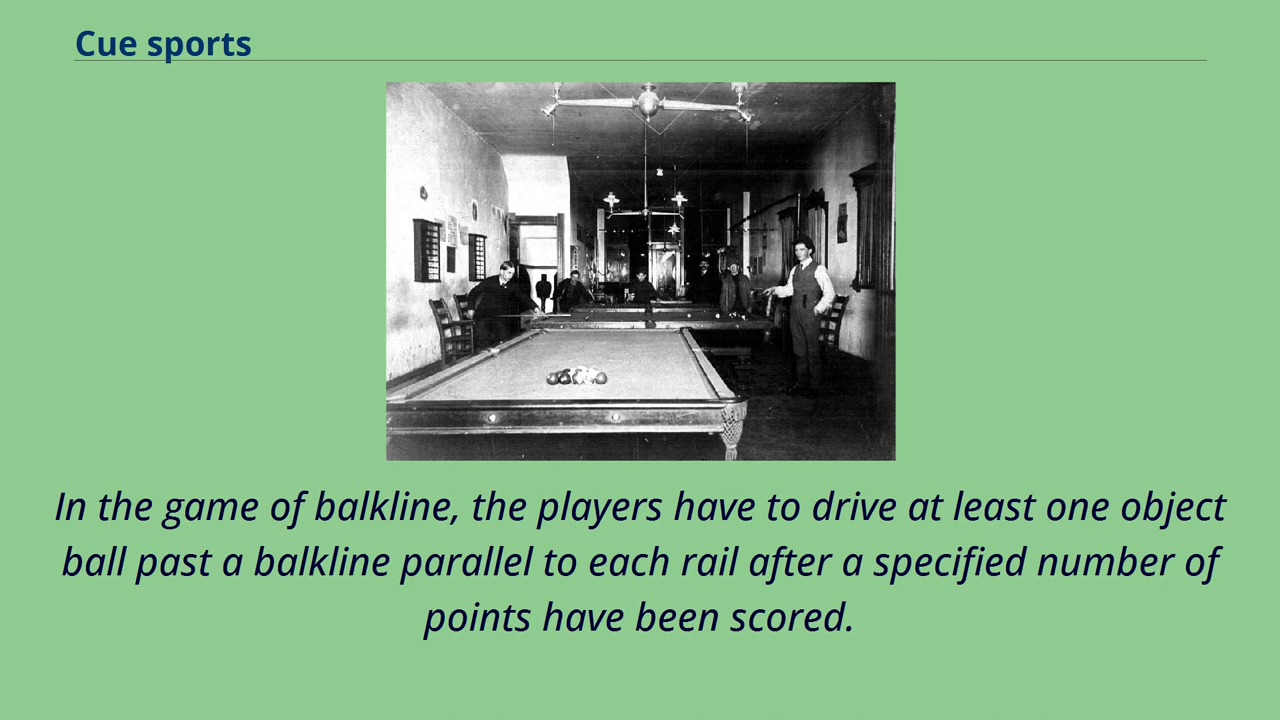 Cue sports
In the game of balkline, the players have to drive at least one object
ball past a balkline parallel to each rail after a specified number of
points have been scored.